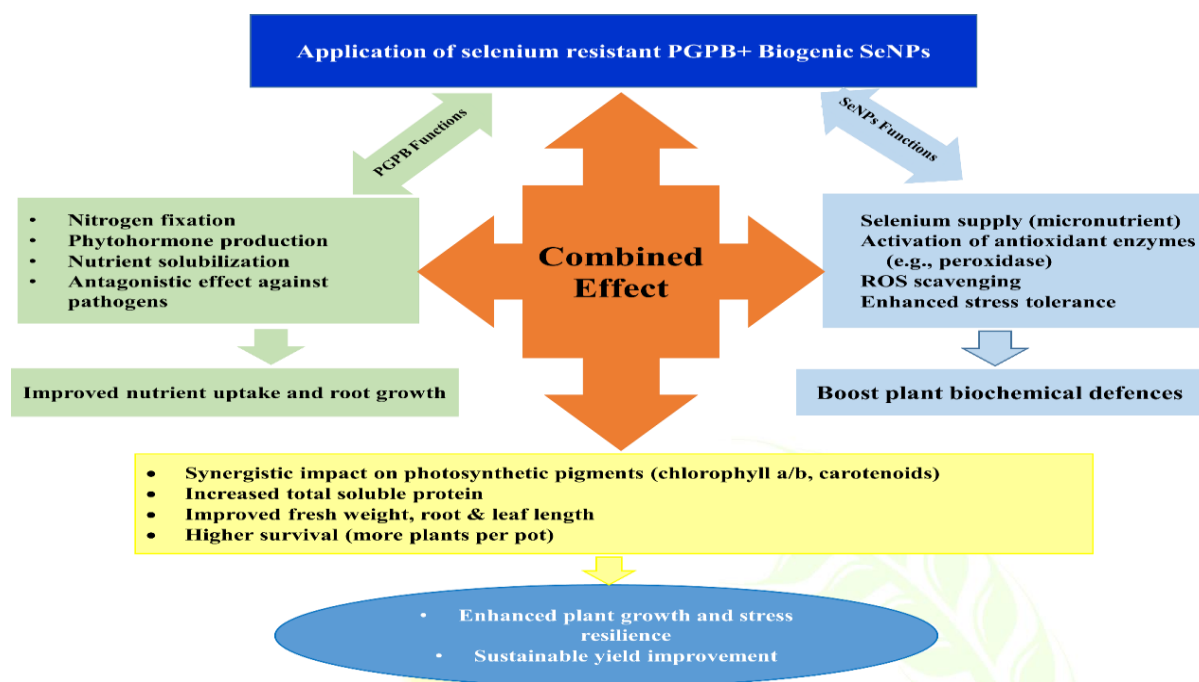 Application of selenium resistant PGPB+ Biogenic SeNPs
PGPB Functions
SeNPs Functions
• Nitrogen fixation
• Phytohormone production
• Nutrient solubilization
• Antagonistic effect against
pathogens
Combined
Effect
Selenium supply (micronutrient)
Activation of antioxidant enzymes
(e.g., peroxidase)
ROS scavenging
Enhanced stress tolerance
Improved nutrient uptake and root growth
Boost plant biochemical defences
• Synergistic impact on photosynthetic pigments (chlorophyll a/b, carotenoids)
• Increased total soluble protein
• Improved fresh weight, root & leaf length
• Higher survival (more plants per pot)
• Enhanced plant growth and stress
resilience
• Sustainable yield improvement